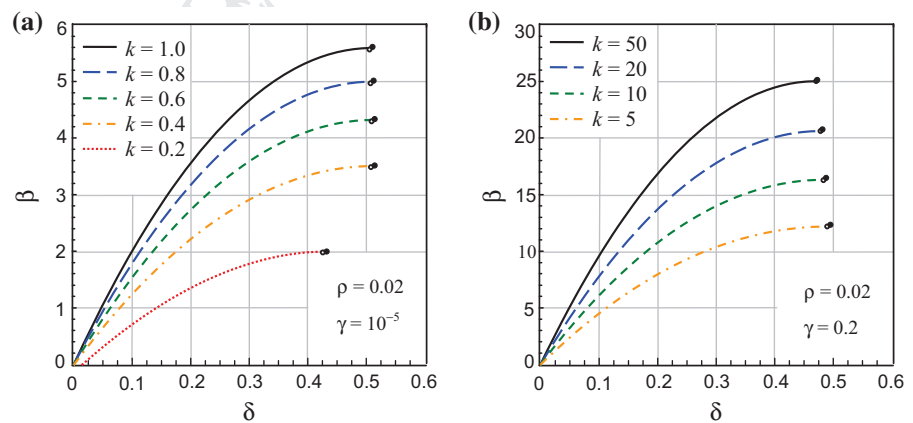 (a)
k = 1.0
k = 0.8
k = 0.6
k = 0.4
k = 0.2
ρ = 0.02
γ = 10⁻⁵
β
6
5
4
3
2
1
0
0 0.1 0.2 0.3 0.4 0.5 0.6
δ
(b)
k = 50
k = 20
k = 10
k = 5
ρ = 0.02
γ = 0.2
β
30
25
20
15
10
5
0
0 0.1 0.2 0.3 0.4 0.5 0.6
δ